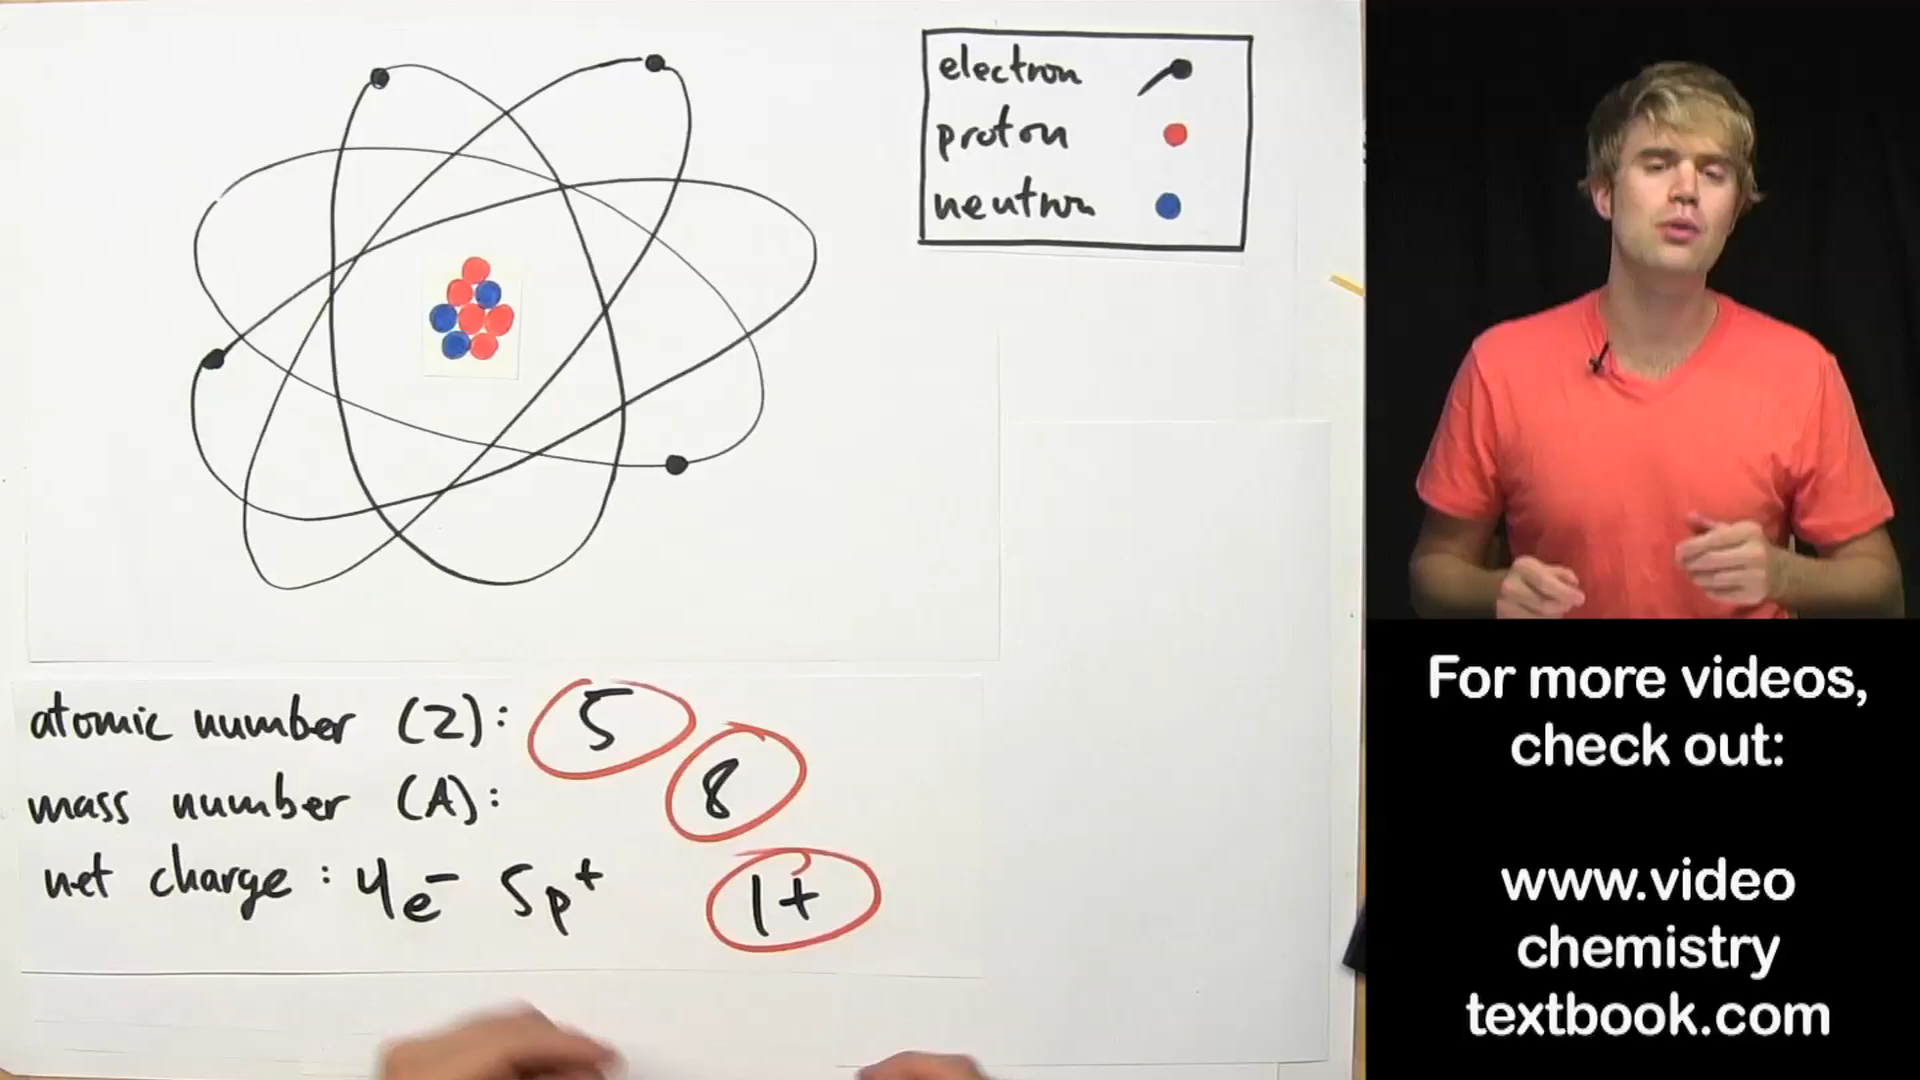 electron
proton
neutron
atomic number (Z): 5
mass number (A): 8
net charge: 4e⁻ 5p⁺ 1+
For more videos,
check out:
www.video
chemistry
textbook.com